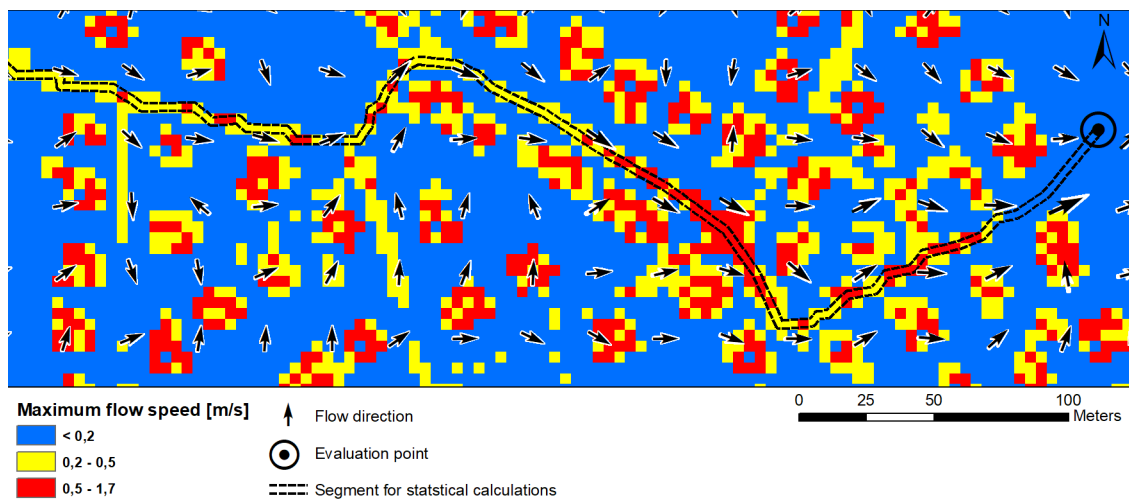 N
Maximum flow speed [m/s]
< 0,2
0,2 - 0,5
0,5 - 1,7
Flow direction
Evaluation point
Segment for statstical calculations
0 25 50 100
Meters